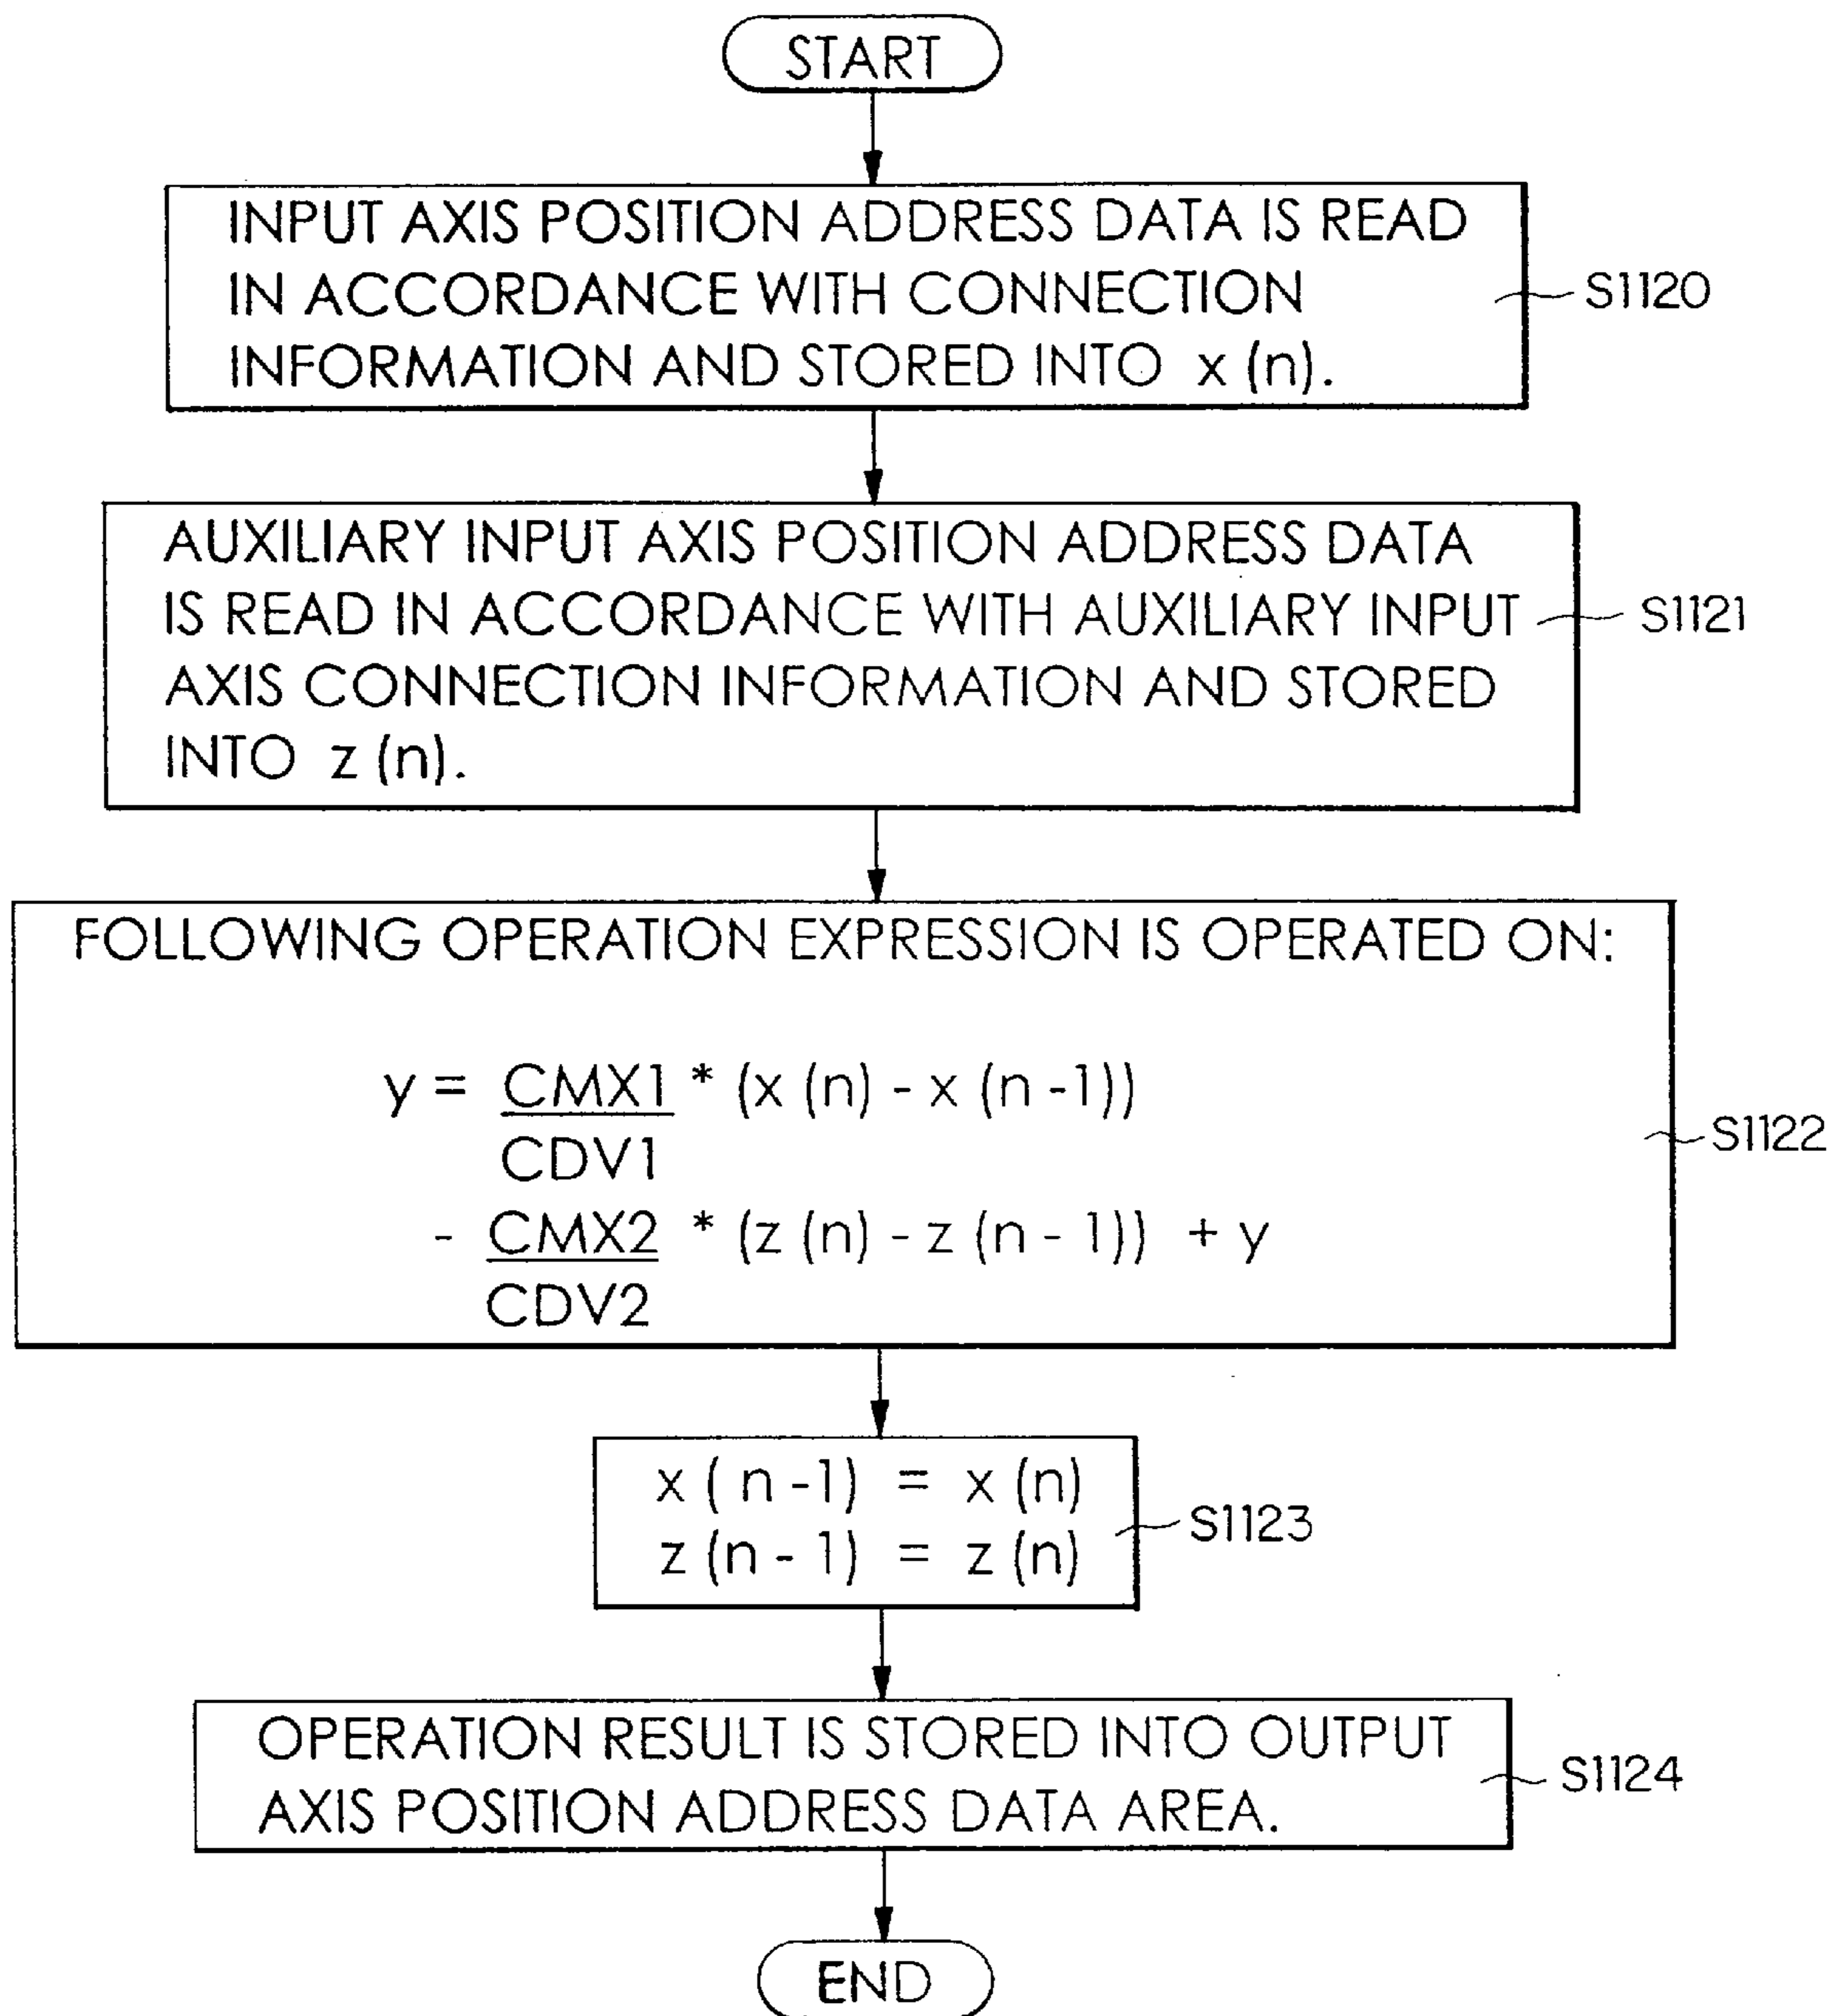 START
INPUT AXIS POSITION ADDRESS DATA IS READ
IN ACCORDANCE WITH CONNECTION
INFORMATION AND STORED INTO x (n).
S1120
AUXILIARY INPUT AXIS POSITION ADDRESS DATA
IS READ IN ACCORDANCE WITH AUXILIARY INPUT
AXIS CONNECTION INFORMATION AND STORED
INTO z (n).
S1121
FOLLOWING OPERATION EXPRESSION IS OPERATED ON:
y = CMX1 * (x (n) - x (n -1))
CDV1
- CMX2 * (z (n) - z (n - 1)) + y
CDV2
S1122
x ( n -1) = x (n)
z (n - 1) = z (n)
S1123
OPERATION RESULT IS STORED INTO OUTPUT
AXIS POSITION ADDRESS DATA AREA.
S1124
END